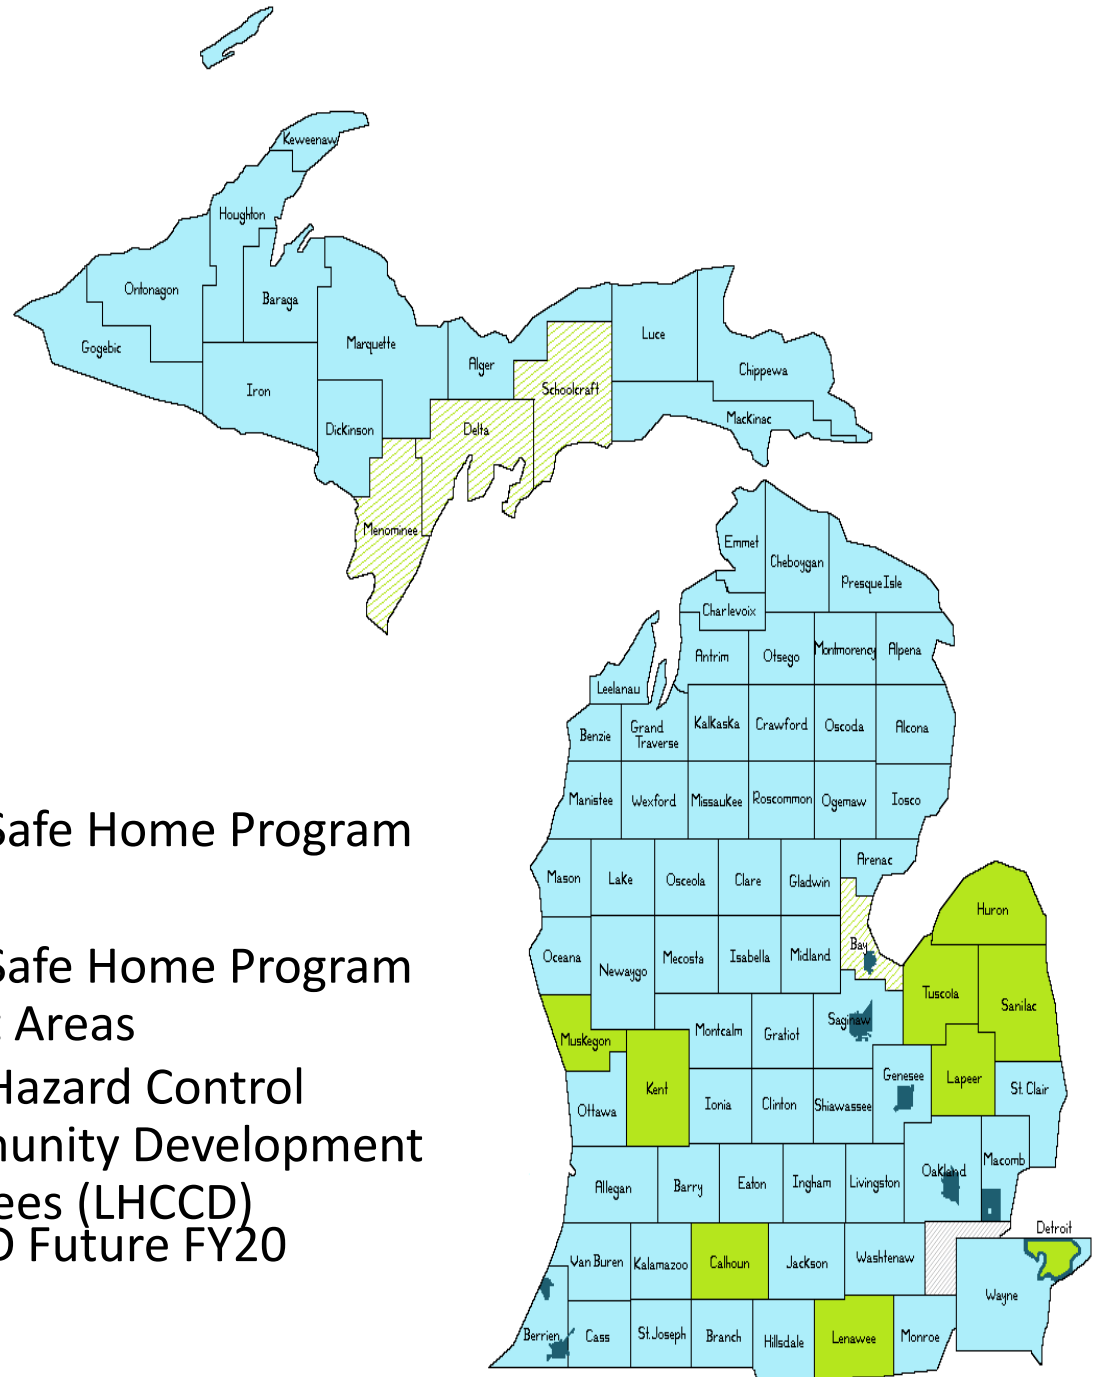 Keweenaw
Houghton
Ontonagon
Baraga
Gogebic
Marquette
Iron
Alger
Luce
Chippewa
Schoolcraft
Mackinac
Dickinson
Delta
Menominee
Emmet
Cheboygan
Presque Isle
Charlevoix
Antrim
Otsego
Montmorency
Alpena
Leelanau
Benzie
Grand
Traverse
Kalkaska
Crawford
Oscoda
Alcona
Manistee
Wexford
Missaukee
Roscommon
Ogemaw
Iosco
Safe Home Program
Arenac
Mason
Lake
Osceola
Clare
Gladwin
Huron
Oceana
Newaygo
Mecosta
Isabella
Midland
Bay
Safe Home Program
Areas
Tuscola
Sanilac
Muskegon
Montcalm
Gratiot
Saginaw
Hazard Control
Kent
Genesee
Lapeer
St. Clair
Ottawa
Ionia
Clinton
Shiawassee
munity Development
Allegan
Barry
Eaton
Ingham
Livingston
Oakland
Macomb
ees (LHCCD)
D Future FY20
Detroit
Van Buren
Kalamazoo
Calhoun
Jackson
Washtenaw
Wayne
Berrien
Cass
St. Joseph
Branch
Hillsdale
Lenawee
Monroe